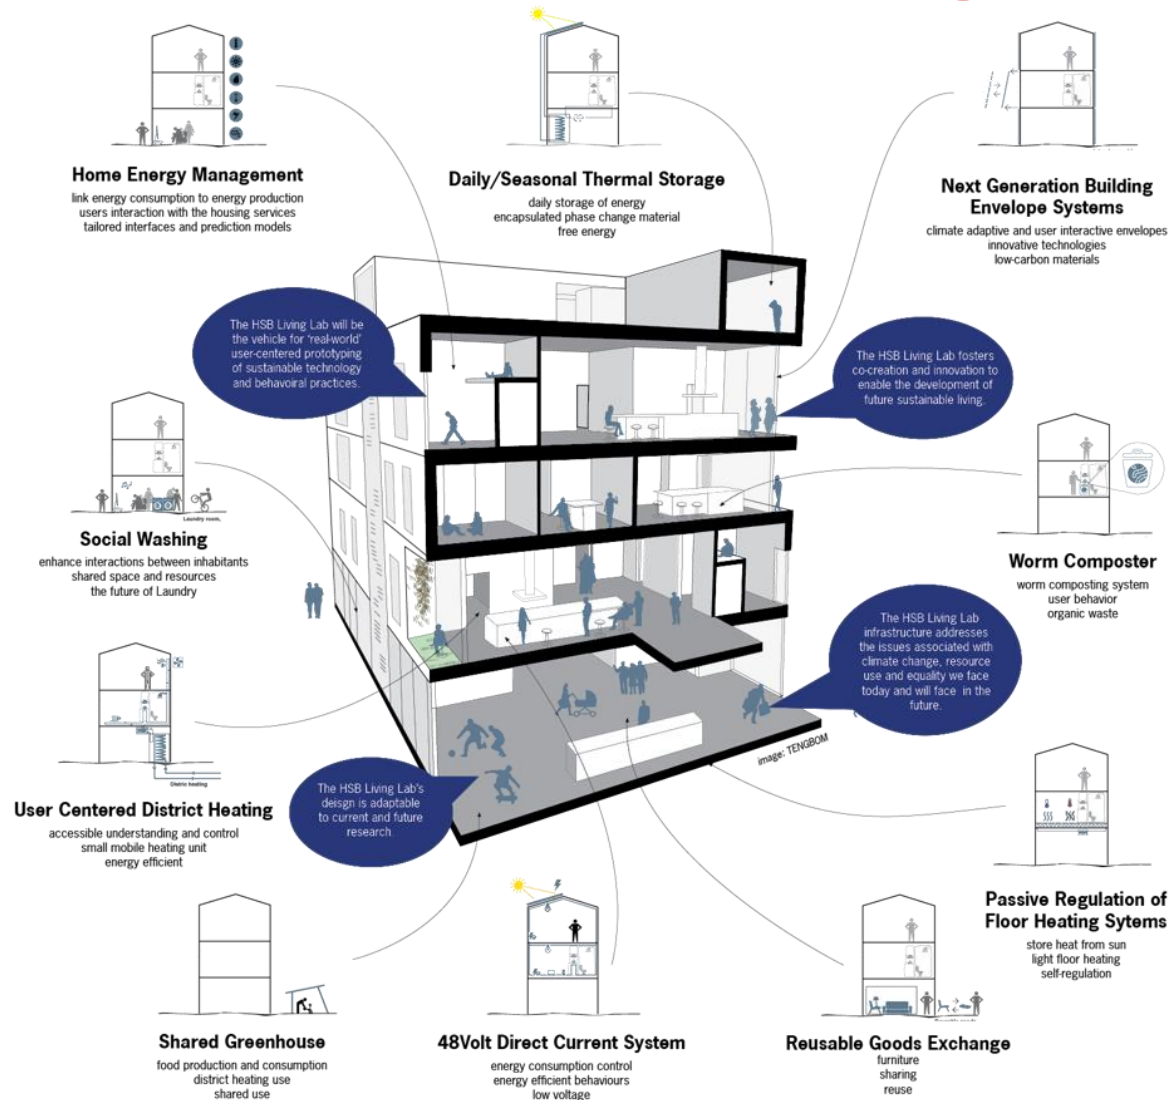 Home Energy Management
link energy consumption to energy production
users interaction with the housing services
tailored interfaces and prediction models
Daily/Seasonal Thermal Storage
daily storage of energy
encapsulated phase change material
free energy
Next Generation Building
Envelope Systems
climate adaptive and user interactive envelopes
innovative technologies
low-carbon materials
The HSB Living Lab will be
the vehicle for 'real-world'
user-centered prototyping
of sustainable technology
and behavoiral practices.
The HSB Living Lab fosters
co-creation and innovation to
enable the development of
future sustainable living.
Laundry room,
Social Washing
enhance interactions between inhabitants
shared space and resources
the future of Laundry
Worm Composter
worm composting system
user behavior
organic waste
The HSB Living Lab
infrastructure addresses
the issues associated with
climate change, resource
use and equality we face
today and will face in the
future.
image: TENGBOM
Distric heating
User Centered District Heating
accessible understanding and control
small mobile heating unit
energy efficient
The HSB Living Lab's
deisgn is adaptable
to current and future
research
Passive Regulation of
Floor Heating Sytems
store heat from sun
light floor heating
self-regulation
Shared Greenhouse
food production and consumption
district heating use
shared use
48Volt Direct Current System
energy consumption control
energy efficient behaviours
low voltage
Reusable Goods Exchange
furniture
sharing
reuse